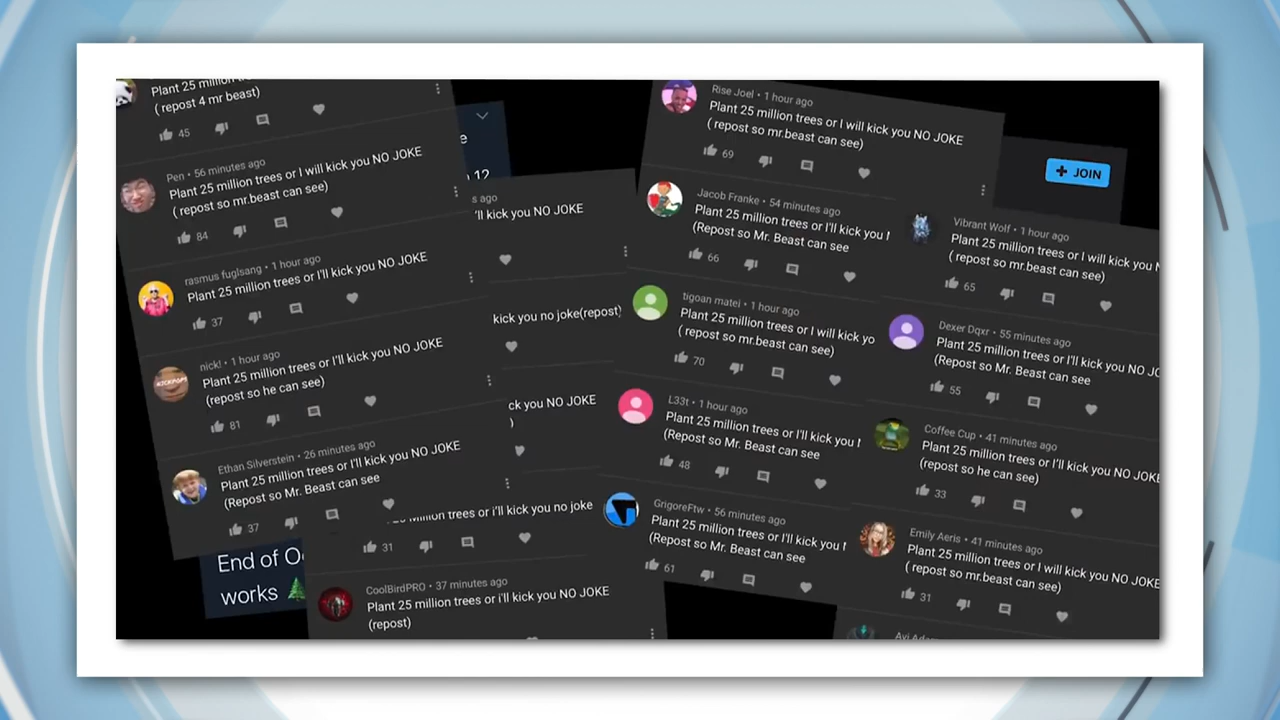 Plant 25 million
( repost 4 mr beast)
45
Pen • 56 minutes ago
Plant 25 million trees or I will kick you NO JOKE
( repost so mr.beast can see)
84
rasmus fuglsang • 1 hour ago
Plant 25 million trees or I'll kick you NO JOKE
37
nick! • 1 hour ago
Plant 25 million trees or I'll kick you NO JOKE
(repost so he can see)
81
Ethan Silverstein • 26 minutes ago
Plant 25 million trees or I'll kick you NO JOKE
(Repost so Mr. Beast can see
37
End of
works
12
s ago
'll kick you NO JOKE
kick you no joke(repost)
ck you NO JOKE
)
million trees or i'll kick you no joke
31
CoolBirdPRO • 37 minutes ago
Plant 25 million trees or i'll kick you NO JOKE
(repost)
Rise Joel • 1 hour ago
Plant 25 million trees or I will kick you NO JOKE
( repost so mr.beast can see)
69
Jacob Franke • 54 minutes ago
Plant 25 million trees or I'll kick you
(Repost so Mr. Beast can see
66
tigoan matei • 1 hour ago
Plant 25 million trees or I will kick yo
( repost so mr.beast can see)
70
L33t • 1 hour ago
Plant 25 million trees or I'll kick you
(Repost so Mr. Beast can see
48
GrigoreFtw • 56 minutes ago
Plant 25 million trees or I'll kick you
(Repost so Mr. Beast can see
61
+ JOIN
Vibrant Wolf • 1 hour ago
Plant 25 million trees or I will kick you N
( repost so mr.beast can see)
65
Dexer Dqxr • 55 minutes ago
Plant 25 million trees or I'll kick you NO JO
(Repost so Mr. Beast can see
55
Coffee Cup • 41 minutes ago
Plant 25 million trees or I'll kick you NO JOKE
(repost so he can see)
33
Emily Aeris • 41 minutes ago
Plant 25 million trees or I will kick you NO JOKE
( repost so mr.beast can see)
31